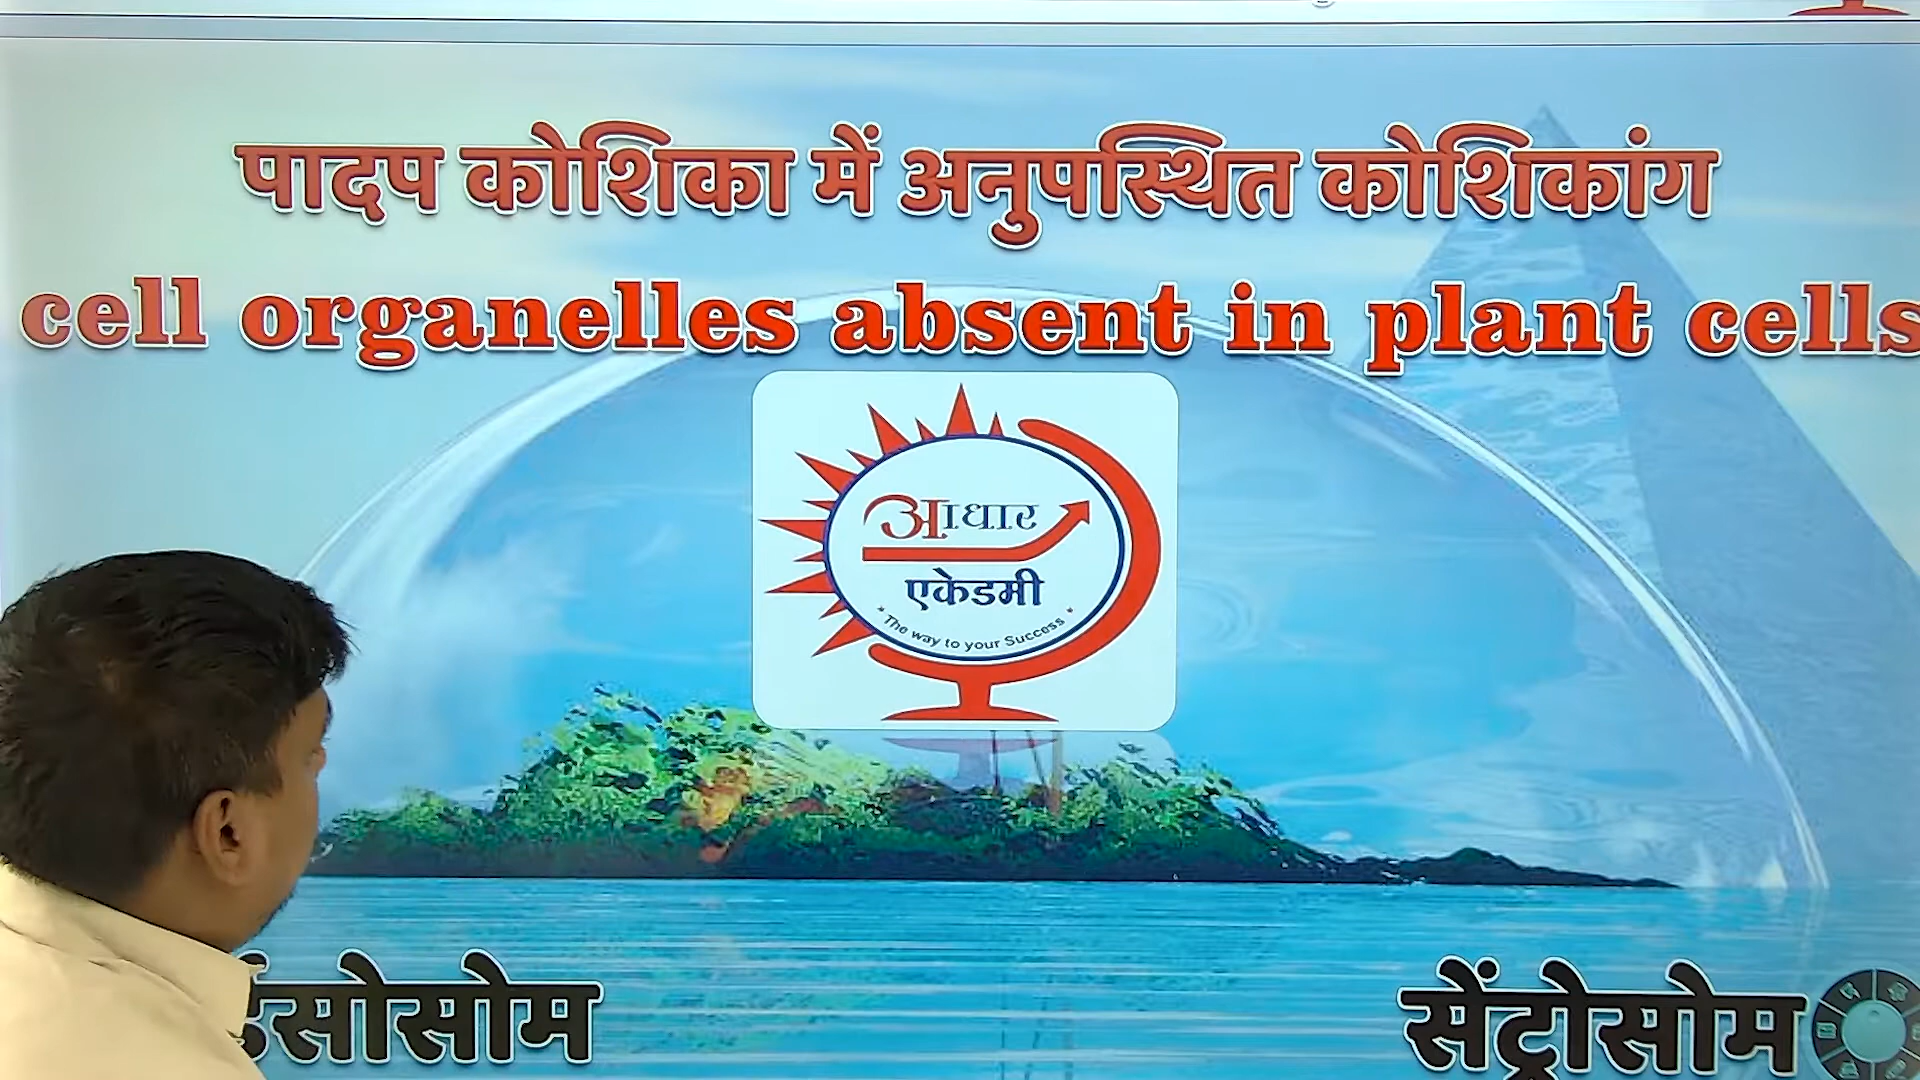 पादप कोशिका में अनुपस्थित कोशिकांग
cell organelles absent in plant cells
आधार
एकेडमी
* The way to your Success *
सेंट्रोसोम